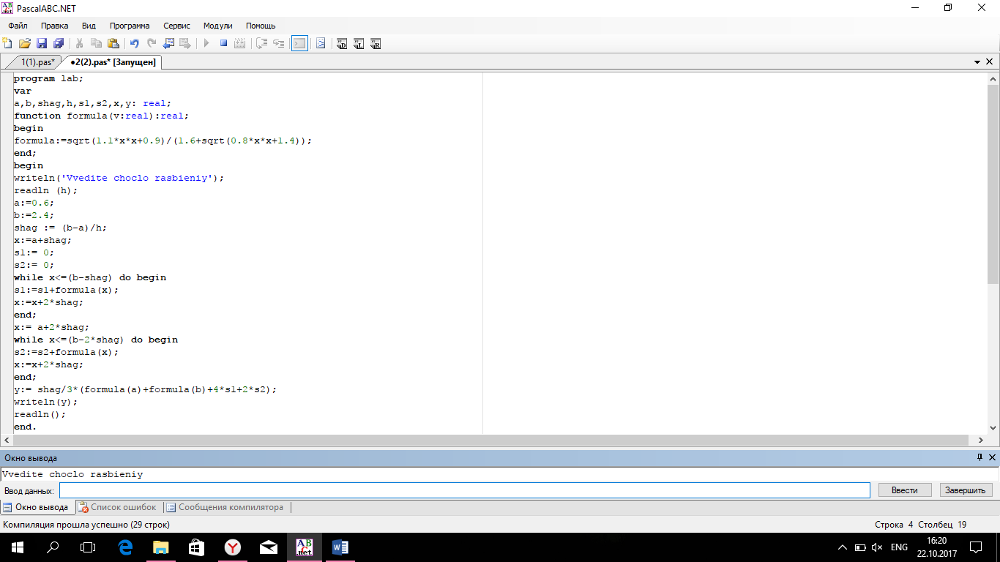 PascalABC.NET
Файл Правка Вид Программа Сервис Модули Помощь
1(1).pas* •2(2).pas* [Запущен]
program lab;
var
a,b,shag,h,s1,s2,x,y: real;
function formula(v:real):real;
begin
formula:=sqrt(1.1*x*x+0.9)/(1.6+sqrt(0.8*x*x+1.4));
end;
begin
writeln('Vvedite choclo rasbieniy');
readln (h);
a:=0.6;
b:=2.4;
shag := (b-a)/h;
x:=a+shag;
s1:= 0;
s2:= 0;
while x<=(b-shag) do begin
s1:=s1+formula(x);
x:=x+2*shag;
end;
x:= a+2*shag;
while x<=(b-2*shag) do begin
s2:=s2+formula(x);
x:=x+2*shag;
end;
y:= shag/3*(formula(a)+formula(b)+4*s1+2*s2);
writeln(y);
readln();
end.
Окно вывода
Vvedite choclo rasbieniy
Ввод данных: Ввести Завершить
Окно вывода Список ошибок Сообщения компилятора
Компиляция прошла успешно (29 строк) Строка 4 Столбец 19
ENG 16:20
22.10.2017